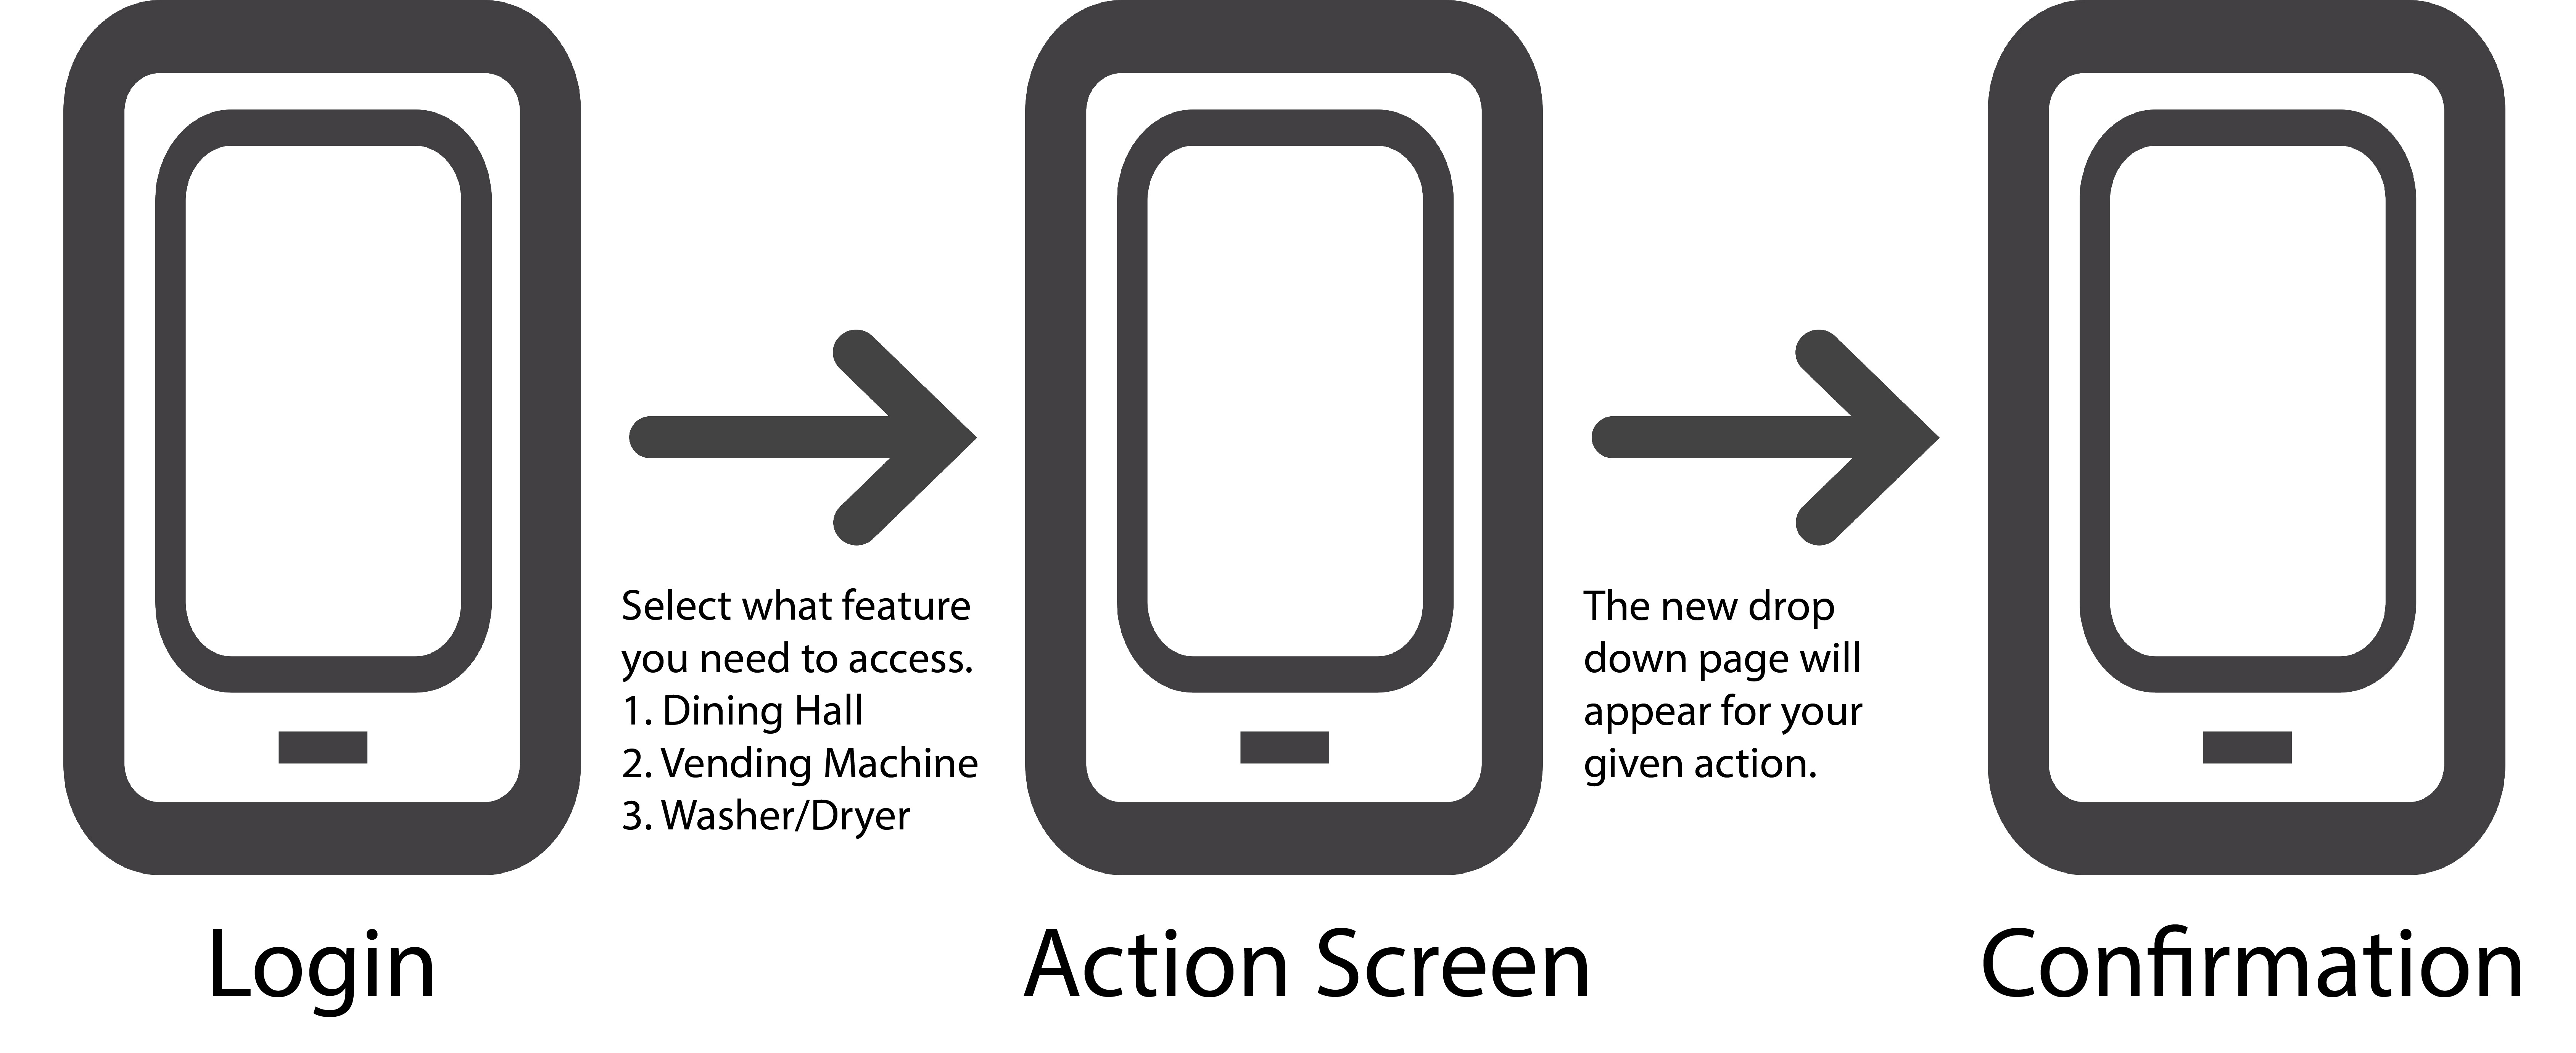 Select what feature
you need to access.
1. Dining Hall
2. Vending Machine
3. Washer/Dryer
The new drop
down page will
appear for your
given action.
Login
Action Screen
Confirmation